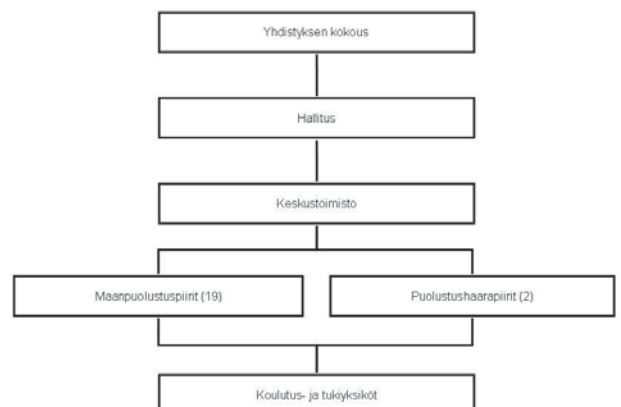 Yhdistyksen kokous
Hallitus
Keskustoimisto
Maanpuolustuspiirit (19)
Puolustushaarapiirit (2)
Koulutus- ja tukiyksiköt